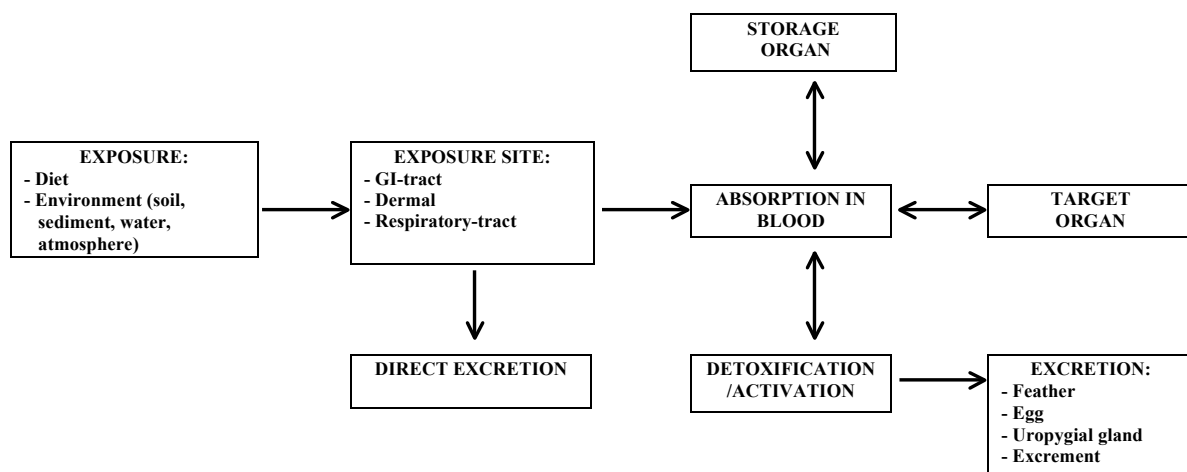 STORAGE
ORGAN
EXPOSURE:
- Diet
- Environment (soil,
sediment, water,
atmosphere)
EXPOSURE SITE:
- GI-tract
- Dermal
- Respiratory-tract
ABSORPTION IN
BLOOD
TARGET
ORGAN
DIRECT EXCRETION
DETOXIFICATION
/ACTIVATION
EXCRETION:
- Feather
- Egg
- Uropygial gland
- Excrement